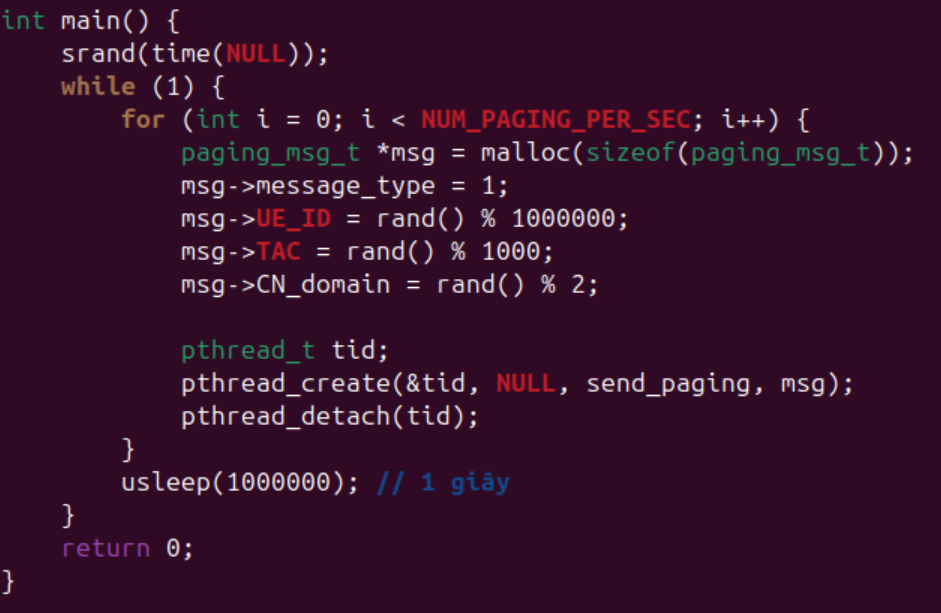 int main() {
    srand(time(NULL));
    while (1) {
        for (int i = 0; i < NUM_PAGING_PER_SEC; i++) {
            paging_msg_t *msg = malloc(sizeof(paging_msg_t));
            msg->message_type = 1;
            msg->UE_ID = rand() % 1000000;
            msg->TAC = rand() % 1000;
            msg->CN_domain = rand() % 2;

            pthread_t tid;
            pthread_create(&tid, NULL, send_paging, msg);
            pthread_detach(tid);
        }
        usleep(1000000); // 1 giây
    }
    return 0;
}